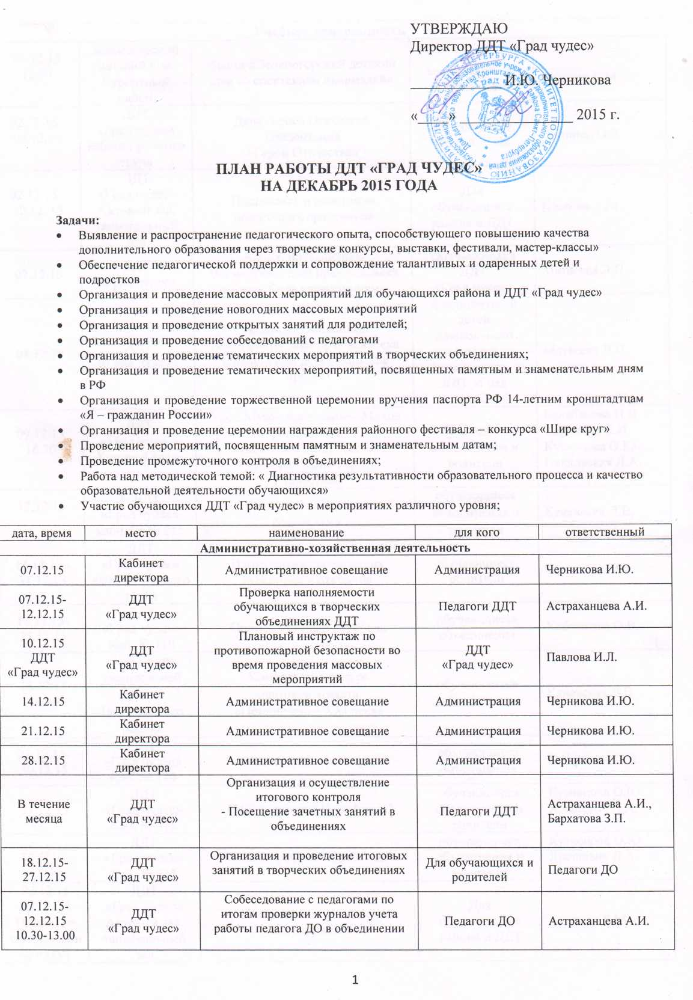 УТВЕРЖДАЮ
Директор ДДТ «Град чудес»
____________ И.Ю. Черникова
«____» ________________ 2015 г.
ПЛАН РАБОТЫ ДДТ «ГРАД ЧУДЕС»
НА ДЕКАБРЬ 2015 ГОДА
Задачи:
• Выявление и распространение педагогического опыта, способствующего повышению качества
дополнительного образования через творческие конкурсы, выставки, фестивали, мастер-классы»
• Обеспечение педагогической поддержки и сопровождение талантливых и одаренных детей и
подростков
• Организация и проведение массовых мероприятий для обучающихся района и ДДТ «Град чудес»
• Организация и проведение новогодних массовых мероприятий
• Организация и проведение открытых занятий для родителей;
• Организация и проведение собеседований с педагогами
• Организация и проведение тематических мероприятий в творческих объединениях;
• Организация и проведение тематических мероприятий, посвященных памятным и знаменательным дням
в РФ
• Организация и проведение торжественной церемонии вручения паспорта РФ 14-летним кронштадтцам
«Я – гражданин России»
• Организация и проведение церемонии награждения районного фестиваля – конкурса «Шире круг»
• Проведение мероприятий, посвященным памятным и знаменательным датам;
• Проведение промежуточного контроля в объединениях;
• Работа над методической темой: « Диагностика результативности образовательного процесса и качество
образовательной деятельности обучающихся»
• Участие обучающихся ДДТ «Град чудес» в мероприятиях различного уровня;
дата, время место наименование для кого ответственный
Административно-хозяйственная деятельность
07.12.15
Кабинет
директора
Административное совещание
Администрация
Черникова И.Ю.
07.12.15-
12.12.15
ДДТ
«Град чудес»
Проверка наполняемости
обучающихся в творческих
объединениях ДДТ
Педагоги ДДТ
Астраханцева А.И.
10.12.15
ДДТ
«Град чудес»
ДДТ
«Град чудес»
Плановый инструктаж по
противопожарной безопасности во
время проведения массовых
мероприятий
ДДТ
«Град чудес»
Павлова И.Л.
14.12.15
Кабинет
директора
Административное совещание
Администрация
Черникова И.Ю.
21.12.15
Кабинет
директора
Административное совещание
Администрация
Черникова И.Ю.
28.12.15
Кабинет
директора
Административное совещание
Администрация
Черникова И.Ю.
В течение
месяца
ДДТ
«Град чудес»
Организация и осуществление
итогового контроля
- Посещение зачетных занятий в
объединениях
Педагоги ДДТ
Астраханцева А.И.,
Бархатова З.П.
18.12.15-
27.12.15
ДДТ
«Град чудес»
Организация и проведение итоговых
занятий в творческих объединениях
Для обучающихся и
родителей
Педагоги ДО
07.12.15-
12.12.15
10.30-13.00
ДДТ
«Град чудес»
Собеседование с педагогами по
итогам проверки журналов учета
работы педагога ДО в объединении
Педагоги ДО
Астраханцева А.И.
1